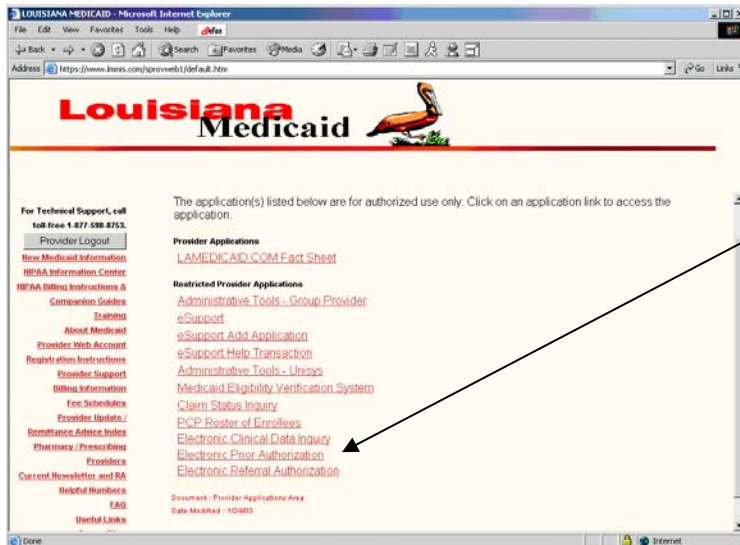 LOUISIANA MEDICAID - Microsoft Internet Explorer
File Edit View Favorites Tools Help
Back Search Favorites Media
Address https://www.lmmis.com/sprovweb1/default.htm Go Links
Louisiana
Medicaid
For Technical Support, call
toll-free 1-877-598-8753.
Provider Logout
New Medicaid Information
HIPAA Information Center
HIPAA Billing Instructions &
Companion Guides
Training
About Medicaid
Provider Web Account
Registration Instructions
Provider Support
Billing Information
Fee Schedules
Provider Update /
Remittance Advice Index
Pharmacy / Prescribing
Providers
Current Newsletter and RA
Helpful Numbers
FAQ
Useful Links
The application(s) listed below are for authorized use only. Click on an application link to access the
application.
Provider Applications
LAMEDICAID COM Fact Sheet
Restricted Provider Applications
Administrative Tools - Group Provider
eSupport
eSupport Add Application
eSupport Help Transaction
Administrative Tools - Unisys
Medicaid Eligibility Verification System
Claim Status Inquiry
PCP Roster of Enrollees
Electronic Clinical Data Inquiry
Electronic Prior Authorization
Electronic Referral Authorization
Document : Provider Applications Area
Date Modified : 1/24/03
Done Internet